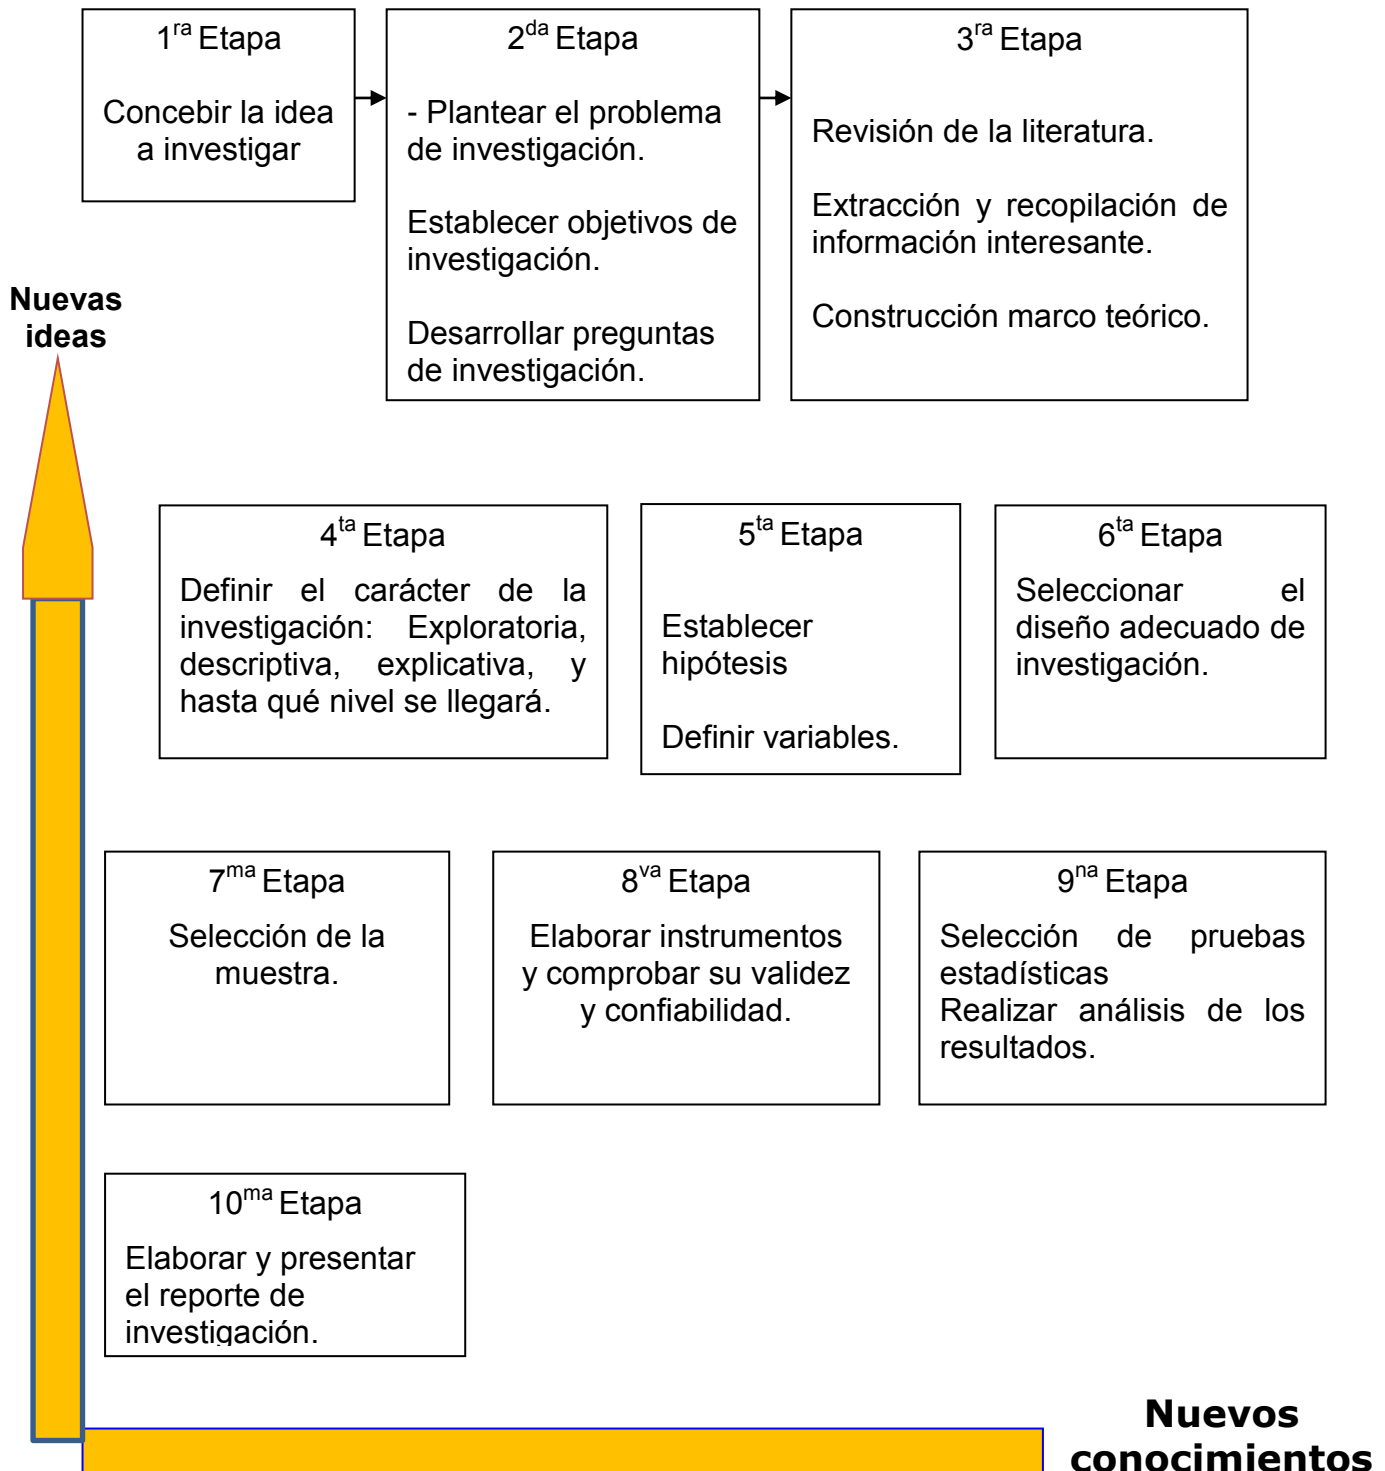 1ra Etapa
Concebir la idea
a investigar
2da Etapa
- Plantear el problema
de investigación.
Establecer objetivos de
investigación.
Desarrollar preguntas
de investigación.
3ra Etapa
Revisión de la literatura.
Extracción y recopilación de
información interesante.
Construcción marco teórico.
Nuevas
ideas
4ta Etapa
Definir el carácter de la
investigación: Exploratoria,
descriptiva, explicativa, y
hasta qué nivel se llegará.
5ta Etapa
Establecer
hipótesis
Definir variables.
6ta Etapa
Seleccionar el
diseño adecuado de
investigación.
7ma Etapa
Selección de la
muestra.
8va Etapa
Elaborar instrumentos
y comprobar su validez
y confiabilidad.
9na Etapa
Selección de pruebas
estadísticas
Realizar análisis de los
resultados.
10ma Etapa
Elaborar y presentar
el reporte de
investigación.
Nuevos
conocimientos